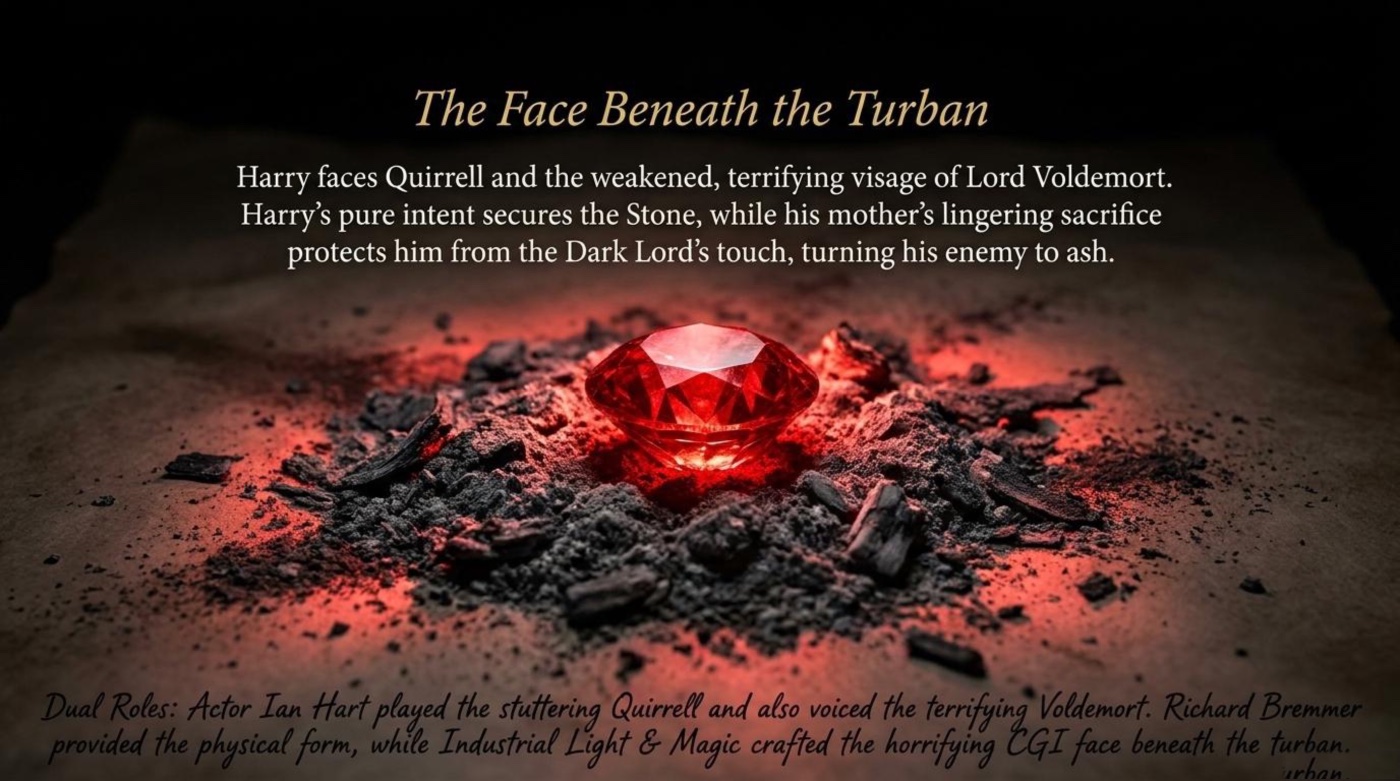 The Face Beneath the Turban
Harry faces Quirrell and the weakened, terrifying visage of Lord Voldemort.
Harry’s pure intent secures the Stone, while his mother’s lingering sacrifice
protects him from the Dark Lord’s touch, turning his enemy to ash.
Dual Roles: Actor Ian Hart played the stuttering Quirrell and also voiced the terrifying Voldemort. Richard Bremmer
provided the physical form, while Industrial Light & Magic crafted the horrifying CGI face beneath the turban.
urban.